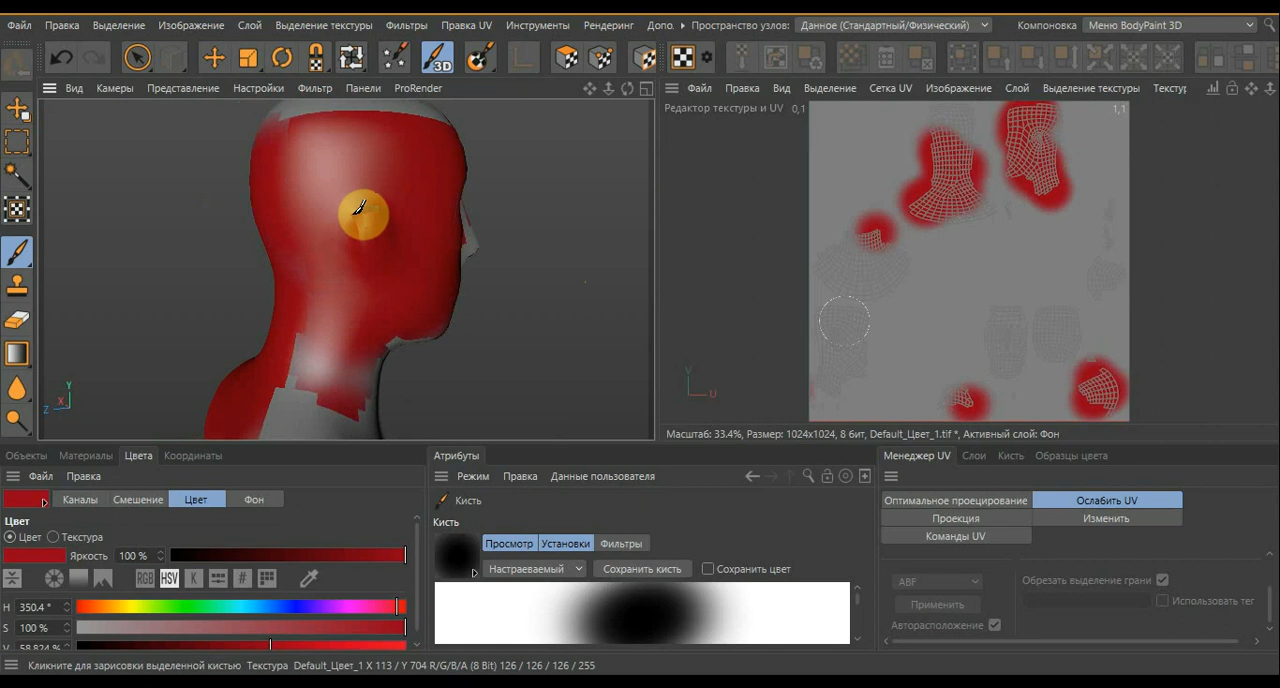 Файл Правка Выделение Изображение Слой Выделение текстуры Фильтры Правка UV Инструменты Рендеринг Допо. Пространство узлов: Данное (Стандартный/Физический) Компоновка Меню BodyPaint 3D
3D
Вид Камеры Представление Настройки Фильтр Панели ProRender
Файл Правка Вид Выделение Сетка UV Изображение Слой Выделение текстуры Текстур
Редактор текстуры и UV 0,1 1,1
Y
X
Z
V
U
Масштаб: 33.4%, Размер: 1024x1024, 8 бит, Default_Цвет_1.tif *, Активный слой: Фон
Объекты Материалы Цвета Координаты
Файл Правка
Каналы Смешение Цвет Фон
Цвет
Цвет Текстура
Яркость 100 %
RGB HSV K #
H 350.4 °
S 100 %
V 58.824 %
Атрибуты
Режим Правка Данные пользователя
Кисть
Кисть
Просмотр Установки Фильтры
Настраеваемый Сохранить кисть Сохранить цвет
Менеджер UV Слои Кисть Образцы цвета
Оптимальное проецирование Ослабить UV
Проекция Изменить
Команды UV
ABF Обрезать выделение грани
Применить Использовать тег
Авторасположение
Кликните для зарисовки выделенной кистью Текстура Default_Цвет_1 X 113 / Y 704 R/G/B/A (8 Bit) 126 / 126 / 126 / 255